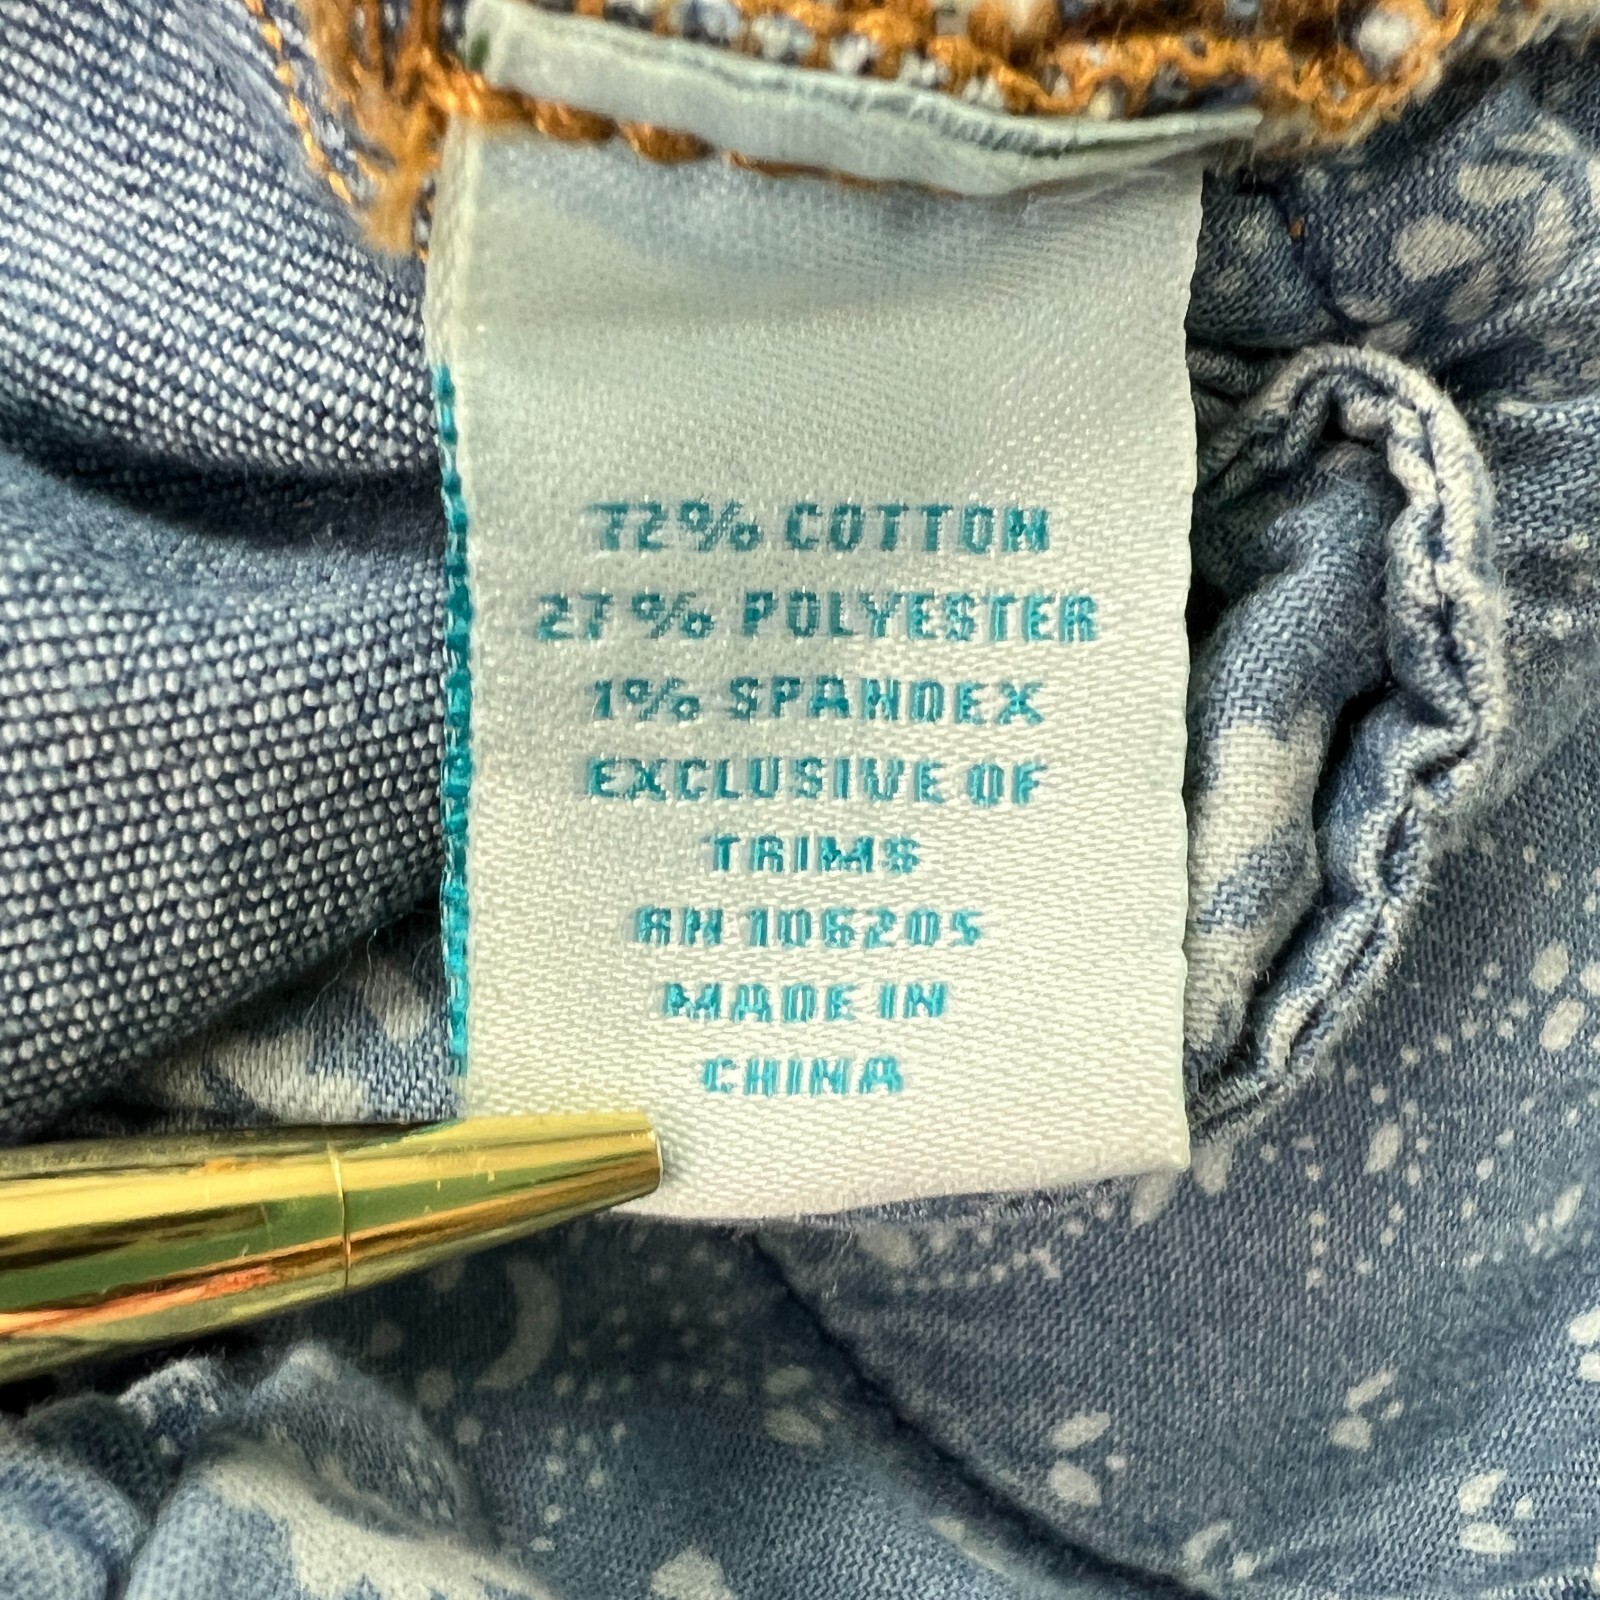 72% COTTON
27% POLYESTER
1% SPANDEX
EXCLUSIVE OF
TRIMS
RN 106205
MADE IN
CHINA